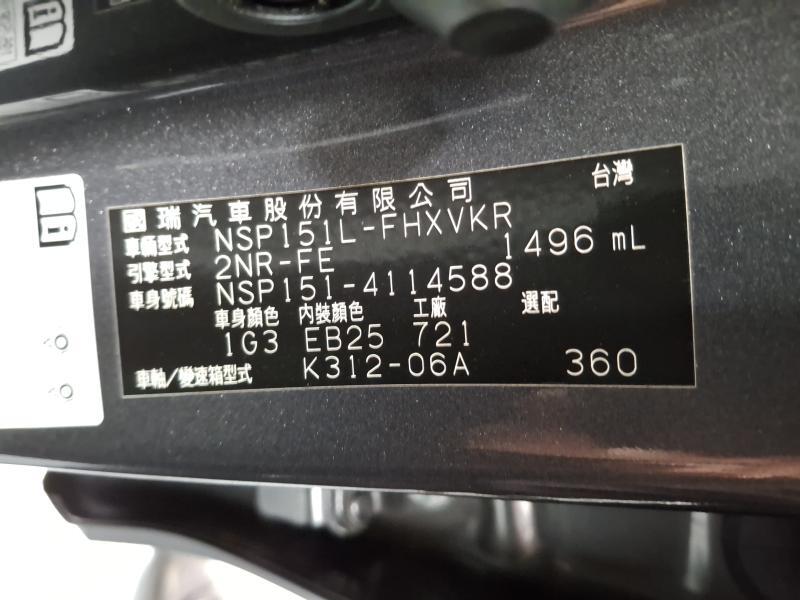 台灣
國瑞汽車股份有限公司
車輛型式 NSP151L-FHXVKR
引擎型式 2NR-FE 1496 mL
車身號碼 NSP151-4114588
車身顏色 內裝顏色 工廠 選配
1G3 EB25 721
車軸/變速箱型式 K312-06A 360